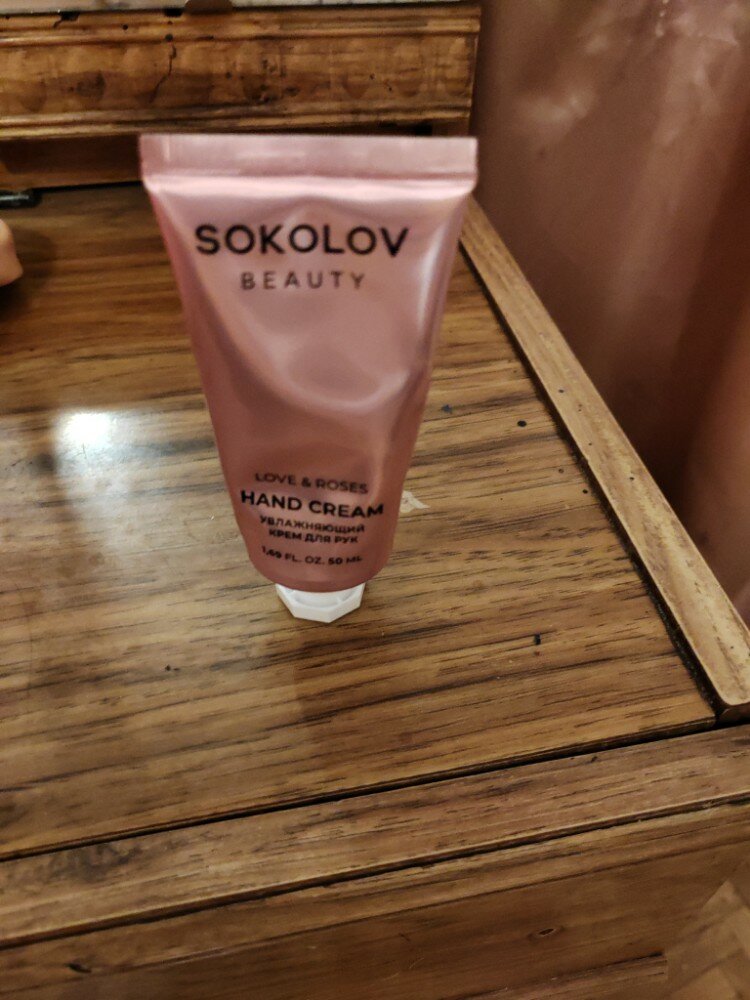 SOKOLOV
BEAUTY
LOVE & ROSES
HAND CREAM
УВЛАЖНЯЮЩИЙ
КРЕМ ДЛЯ РУК
1.69 FL. OZ. 50 ML